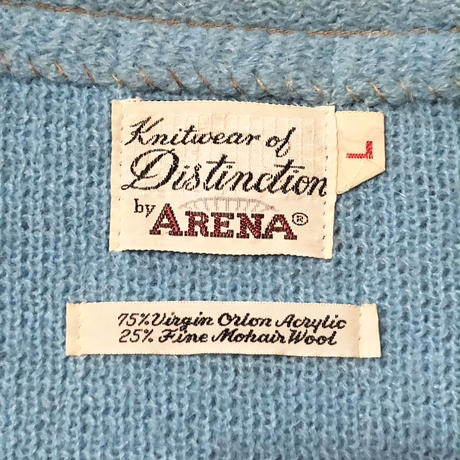 Knitwear of
Distinction
by ARENA®
L
75% Virgin Orlon Acrylic
25% Fine Mohair Wool